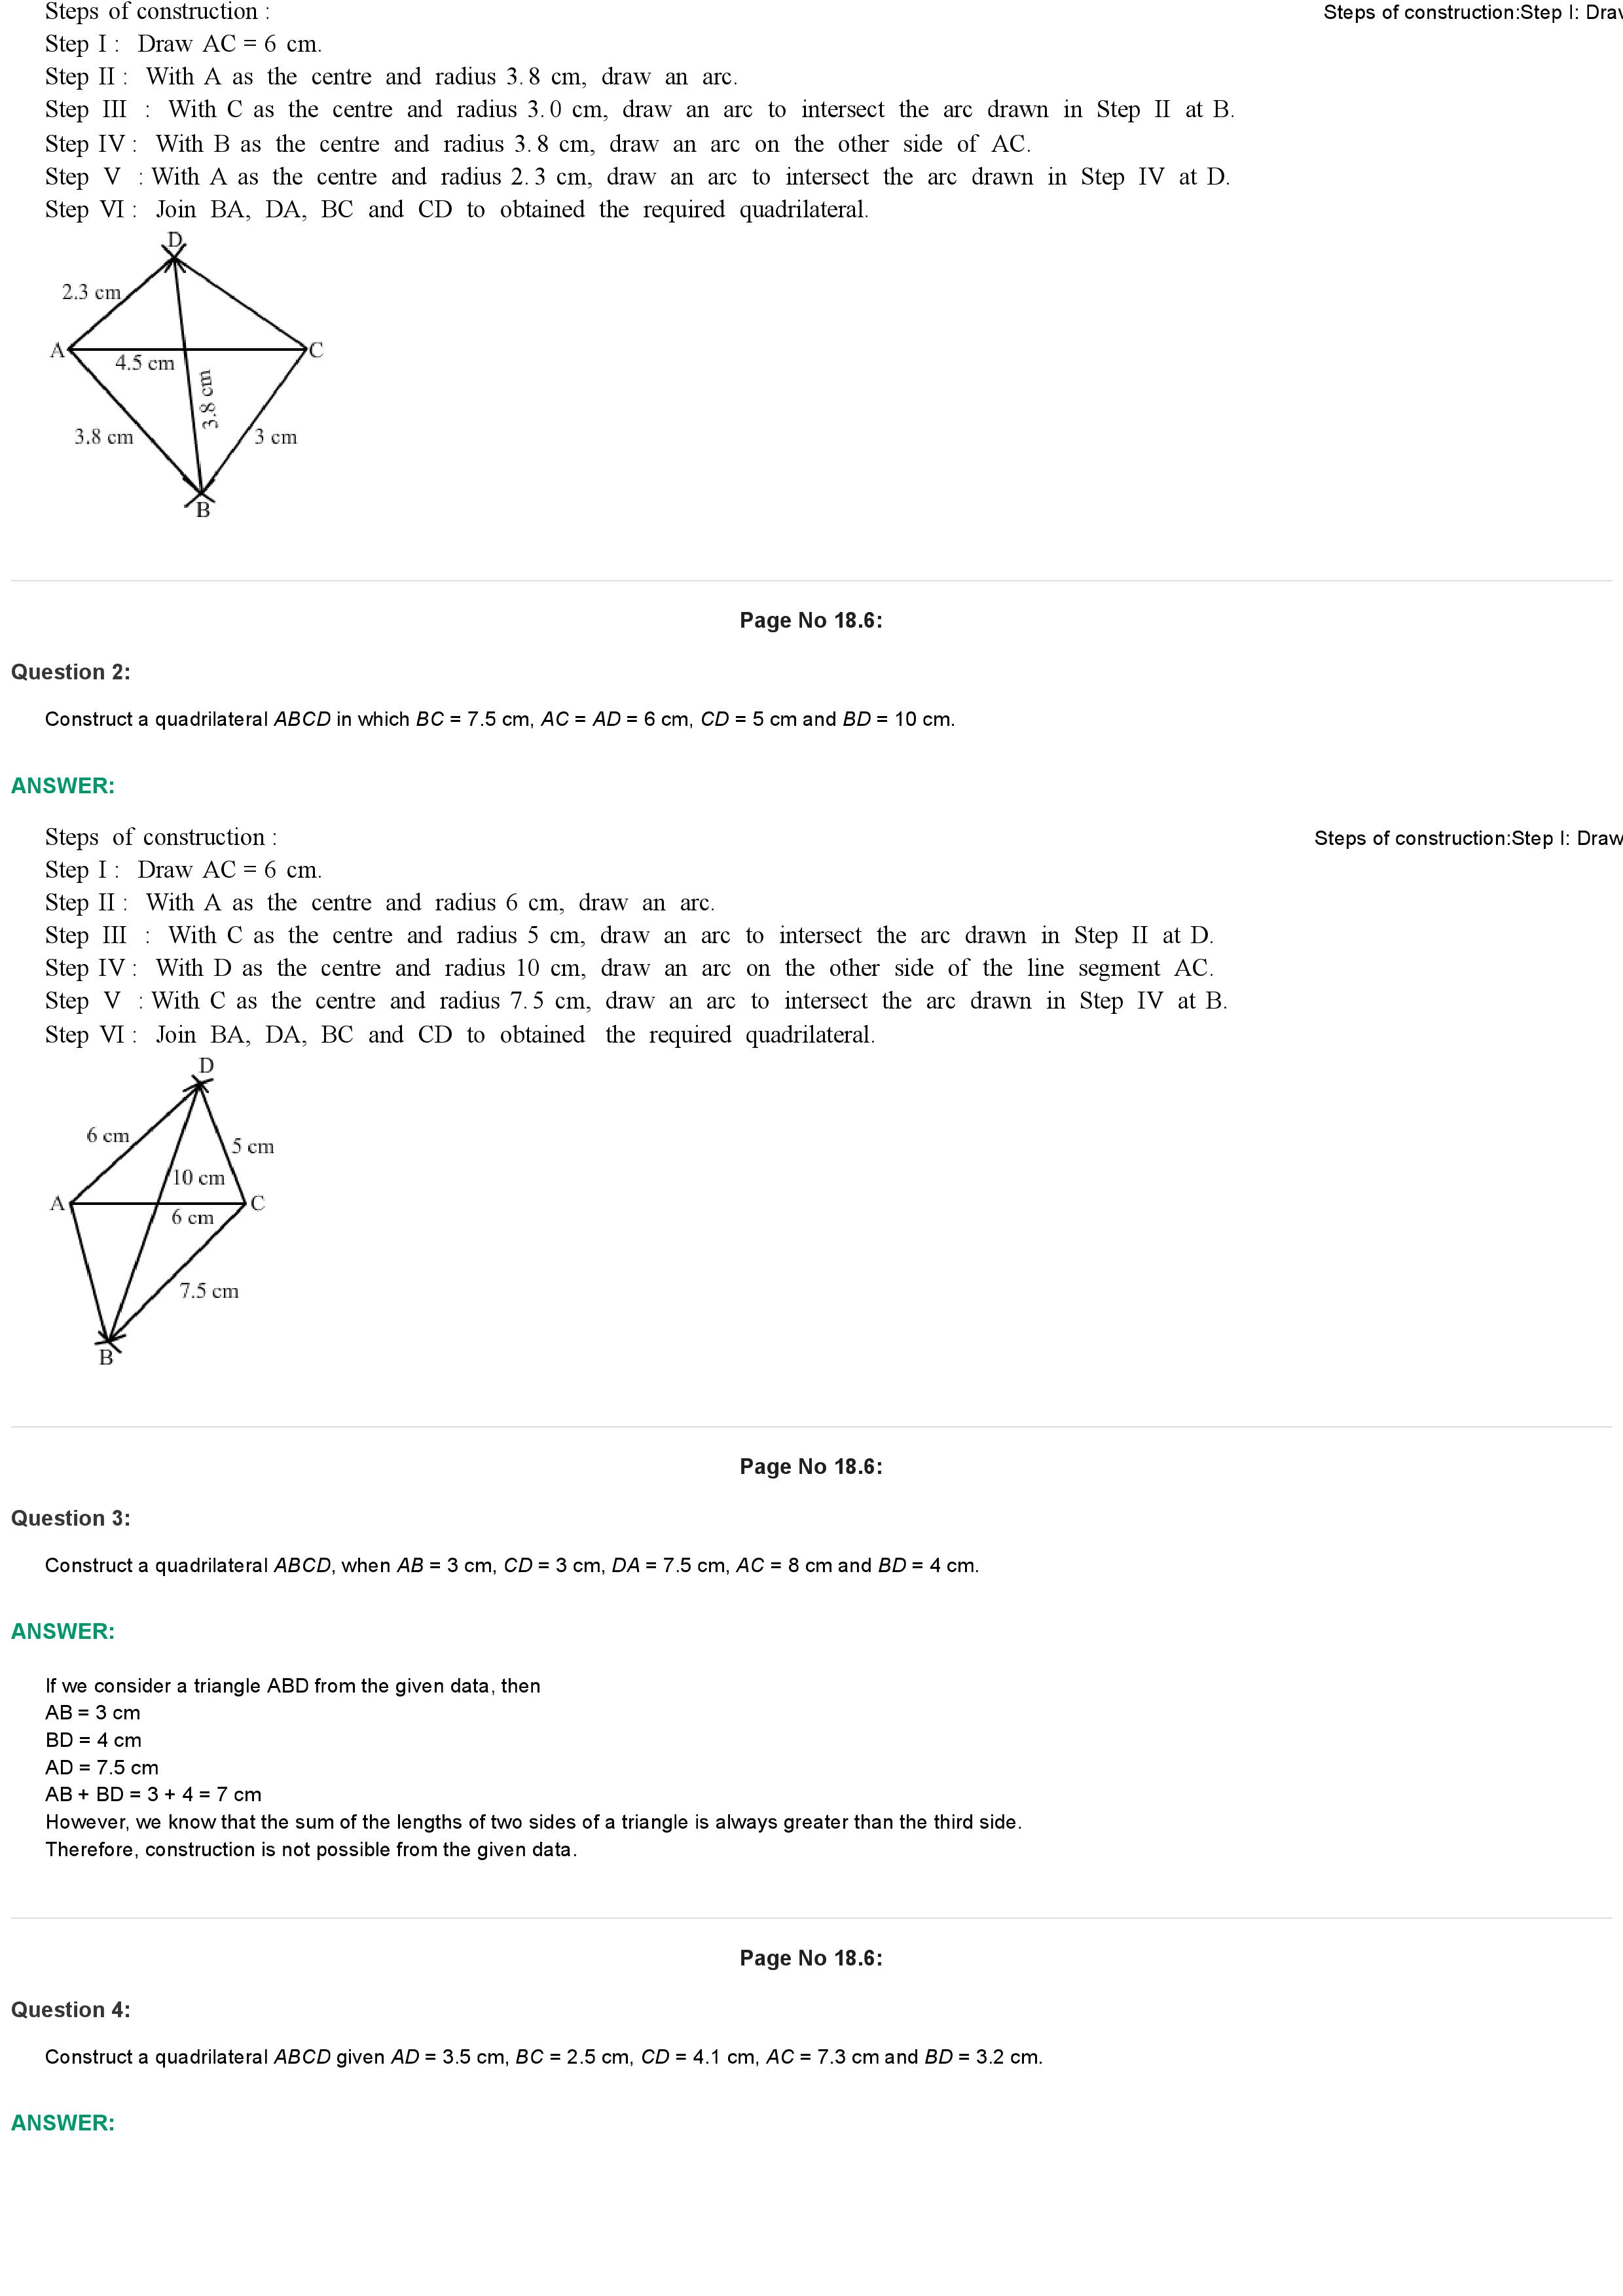 Steps of construction :
Steps of construction:Step I: Draw
Step I : Draw AC = 6 cm.
Step II : With A as the centre and radius 3.8 cm, draw an arc.
Step III : With C as the centre and radius 3.0 cm, draw an arc to intersect the arc drawn in Step II at B.
Step IV : With B as the centre and radius 3.8 cm, draw an arc on the other side of AC.
Step V : With A as the centre and radius 2.3 cm, draw an arc to intersect the arc drawn in Step IV at D.
Step VI : Join BA, DA, BC and CD to obtained the required quadrilateral.
D
2.3 cm
A
C
4.5 cm
3.8 cm
3.8 cm
3 cm
B
Page No 18.6:
Question 2:
Construct a quadrilateral ABCD in which BC = 7.5 cm, AC = AD = 6 cm, CD = 5 cm and BD = 10 cm.
ANSWER:
Steps of construction :
Steps of construction:Step I: Draw
Step I : Draw AC = 6 cm.
Step II : With A as the centre and radius 6 cm, draw an arc.
Step III : With C as the centre and radius 5 cm, draw an arc to intersect the arc drawn in Step II at D.
Step IV : With D as the centre and radius 10 cm, draw an arc on the other side of the line segment AC.
Step V : With C as the centre and radius 7.5 cm, draw an arc to intersect the arc drawn in Step IV at B.
Step VI : Join BA, DA, BC and CD to obtained the required quadrilateral.
D
6 cm
5 cm
10 cm
A
C
6 cm
7.5 cm
B
Page No 18.6:
Question 3:
Construct a quadrilateral ABCD, when AB = 3 cm, CD = 3 cm, DA = 7.5 cm, AC = 8 cm and BD = 4 cm.
ANSWER:
If we consider a triangle ABD from the given data, then
AB = 3 cm
BD = 4 cm
AD = 7.5 cm
AB + BD = 3 + 4 = 7 cm
However, we know that the sum of the lengths of two sides of a triangle is always greater than the third side.
Therefore, construction is not possible from the given data.
Page No 18.6:
Question 4:
Construct a quadrilateral ABCD given AD = 3.5 cm, BC = 2.5 cm, CD = 4.1 cm, AC = 7.3 cm and BD = 3.2 cm.
ANSWER: